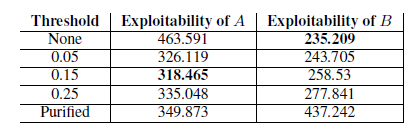 Threshold Exploitability of A Exploitability of B
None 463.591 235.209
0.05 326.119 243.705
0.15 318.465 258.53
0.25 335.048 277.841
Purified 349.873 437.242